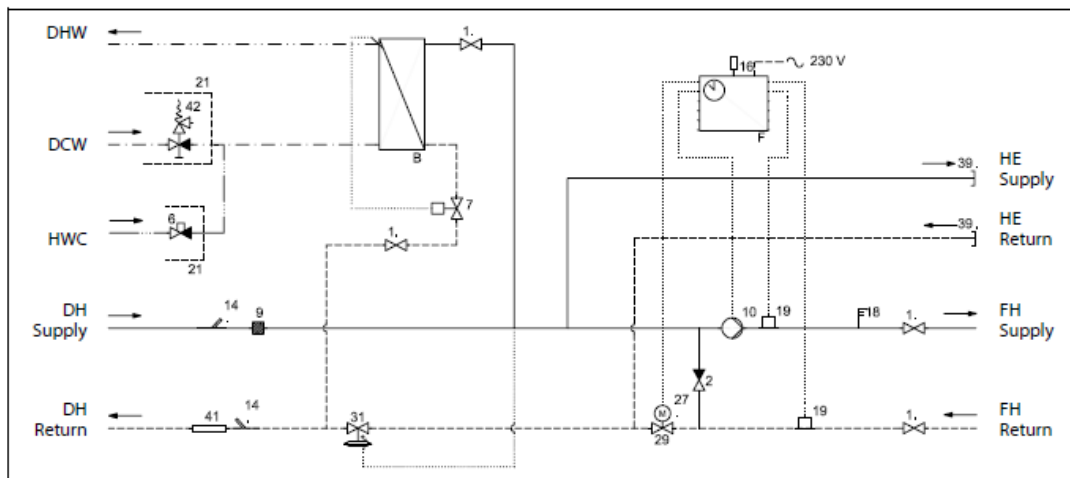 DHW
1.
16
230 V
21
42
F
DCW
B
39.
HE
Supply
7
6
39.
HE
Return
HWC
1.
21
14
9
10
19
18
1.
DH
Supply
FH
Supply
2
27
M
41
14
31
29
19
1.
DH
Return
FH
Return